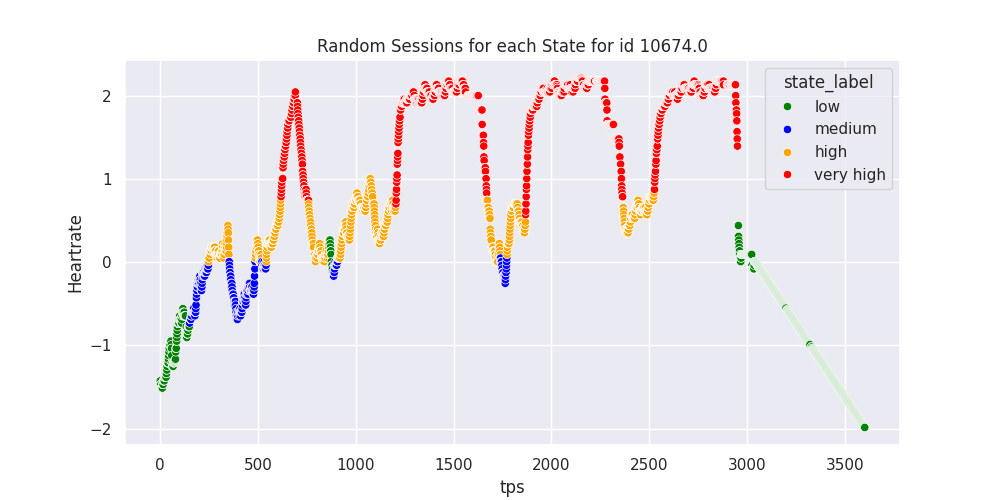 Random Sessions for each State for id 10674.0
state_label
low
medium
high
very high
Heartrate
2
1
0
−1
−2
0
500
1000
1500
2000
2500
3000
3500
tps